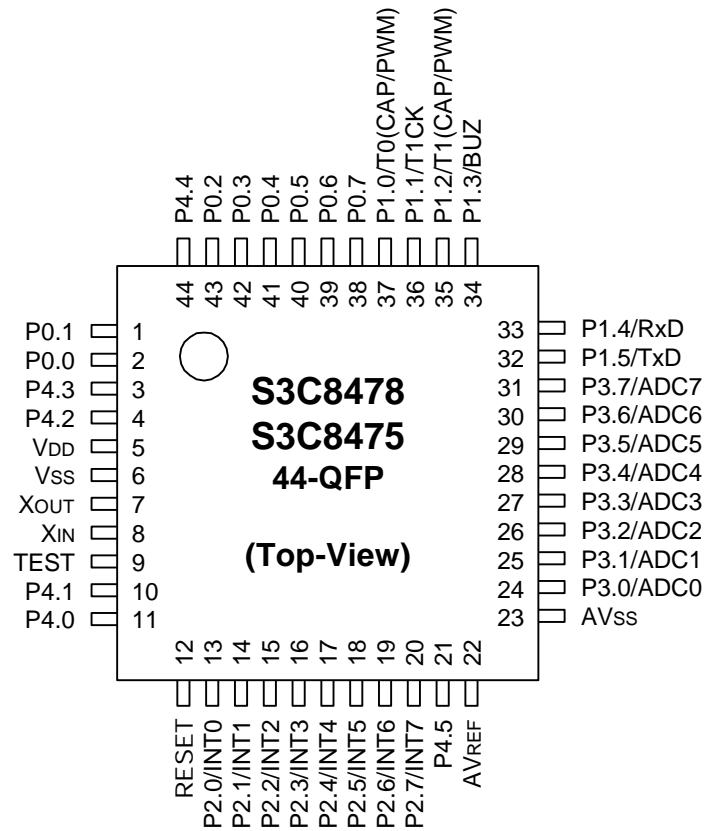 P4.4
P0.2
P0.3
P0.4
P0.5
P0.6
P0.7
P1.0/T0(CAP/PWM)
P1.1/T1CK
P1.2/T1(CAP/PWM)
P1.3/BUZ
44
43
42
41
40
39
38
37
36
35
34
P0.1 1
P0.0 2
P4.3 3
P4.2 4
VDD 5
VSS 6
XOUT 7
XIN 8
TEST 9
P4.1 10
P4.0 11
S3C8478
S3C8475
44-QFP
(Top-View)
33 P1.4/RxD
32 P1.5/TxD
31 P3.7/ADC7
30 P3.6/ADC6
29 P3.5/ADC5
28 P3.4/ADC4
27 P3.3/ADC3
26 P3.2/ADC2
25 P3.1/ADC1
24 P3.0/ADC0
23 AVSS
12
13
14
15
16
17
18
19
20
21
22
RESET
P2.0/INT0
P2.1/INT1
P2.2/INT2
P2.3/INT3
P2.4/INT4
P2.5/INT5
P2.6/INT6
P2.7/INT7
P4.5
AVREF